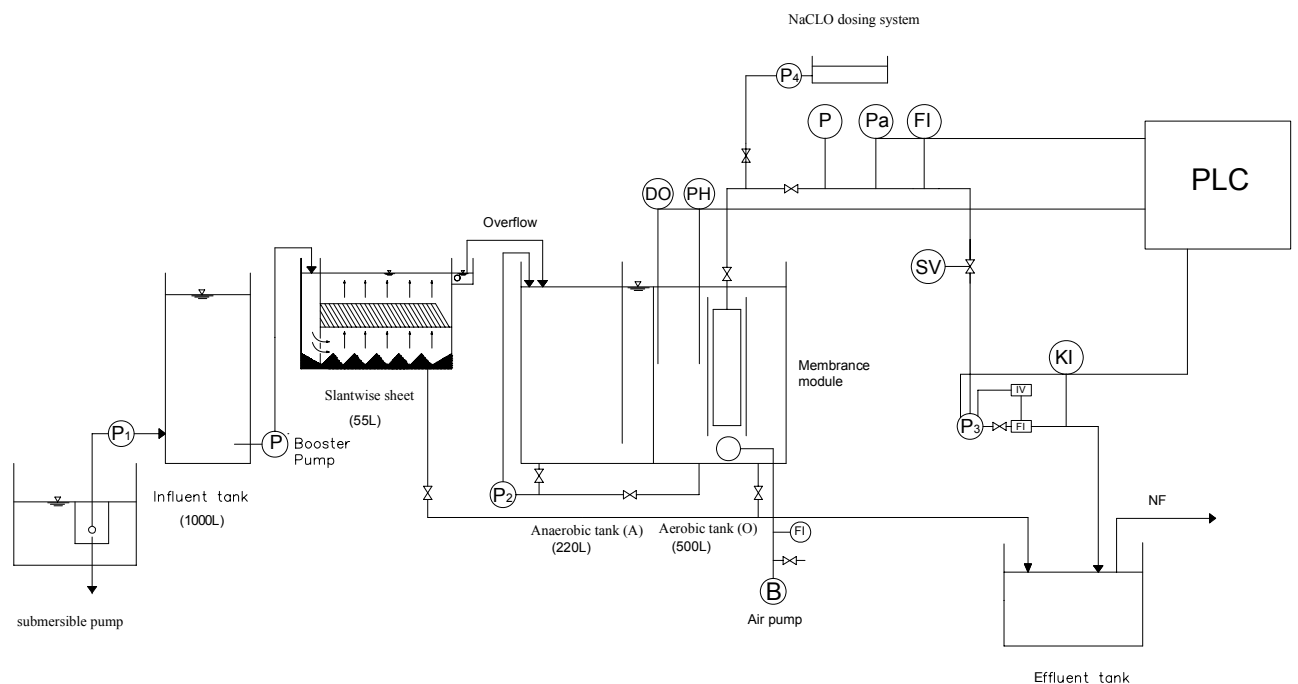 NaCLO dosing system
P4
P
Pa
FI
PLC
DO
PH
Overflow
SV
Membrance
module
KI
Slantwise sheet
(55L)
IV
P3
FI
P1
P
Booster
Pump
P2
Influent tank
(1000L)
Anaerobic tank (A)
(220L)
Aerobic tank (O)
(500L)
FI
NF
B
Air pump
submersible pump
Effluent tank